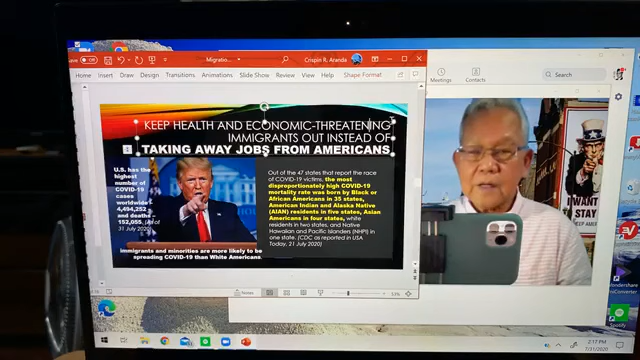 Save Off
Migratio...
Crispin R. Aranda
Home Insert Draw Design Transitions Animations Slide Show Review View Help Shape Format
KEEP HEALTH AND ECONOMIC-THREATENING
IMMIGRANTS OUT INSTEAD OF
TAKING AWAY JOBS FROM AMERICANS
U.S. has the
highest
number of
COVID-19
cases
worldwide
4,494,252
and deaths
152,055, (as of
31 July 2020)
immigrants and minorities are more likely to be
spreading COVID-19 than White Americans.
Out of the 47 states that report the race
of COVID-19 victims, the most
disproportionately high COVID-19
mortality rate was born by Black or
African Americans in 35 states,
American Indian and Alaska Native
(AIAN) residents in five states, Asian
Americans in four states, white
residents in two states, and Native
Hawaiian and Pacific Islanders (NHPI) in
one state. (CDC as reported in USA
Today, 21 July 2020)
Notes
53%
Meetings
Contacts
Search
I WANT
STAY
Spotify
2:17 PM
7/31/2020